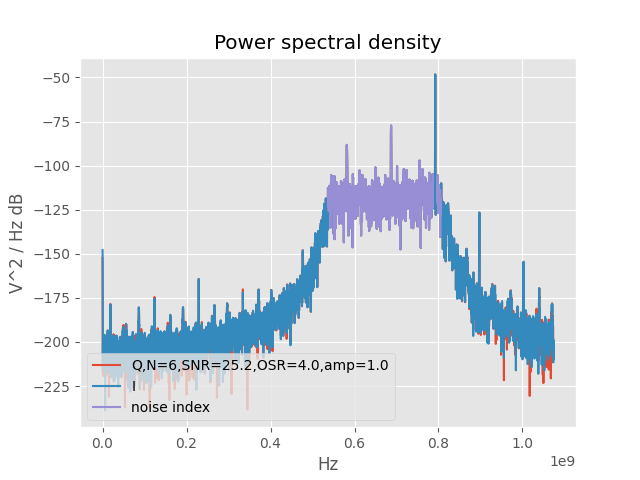 Power spectral density
V^2 / Hz dB
−50
−75
−100
−125
−150
−175
−200
−225
Q,N=6,SNR=25.2,OSR=4.0,amp=1.0
I
noise index
0.0 0.2 0.4 0.6 0.8 1.0
1e9
Hz